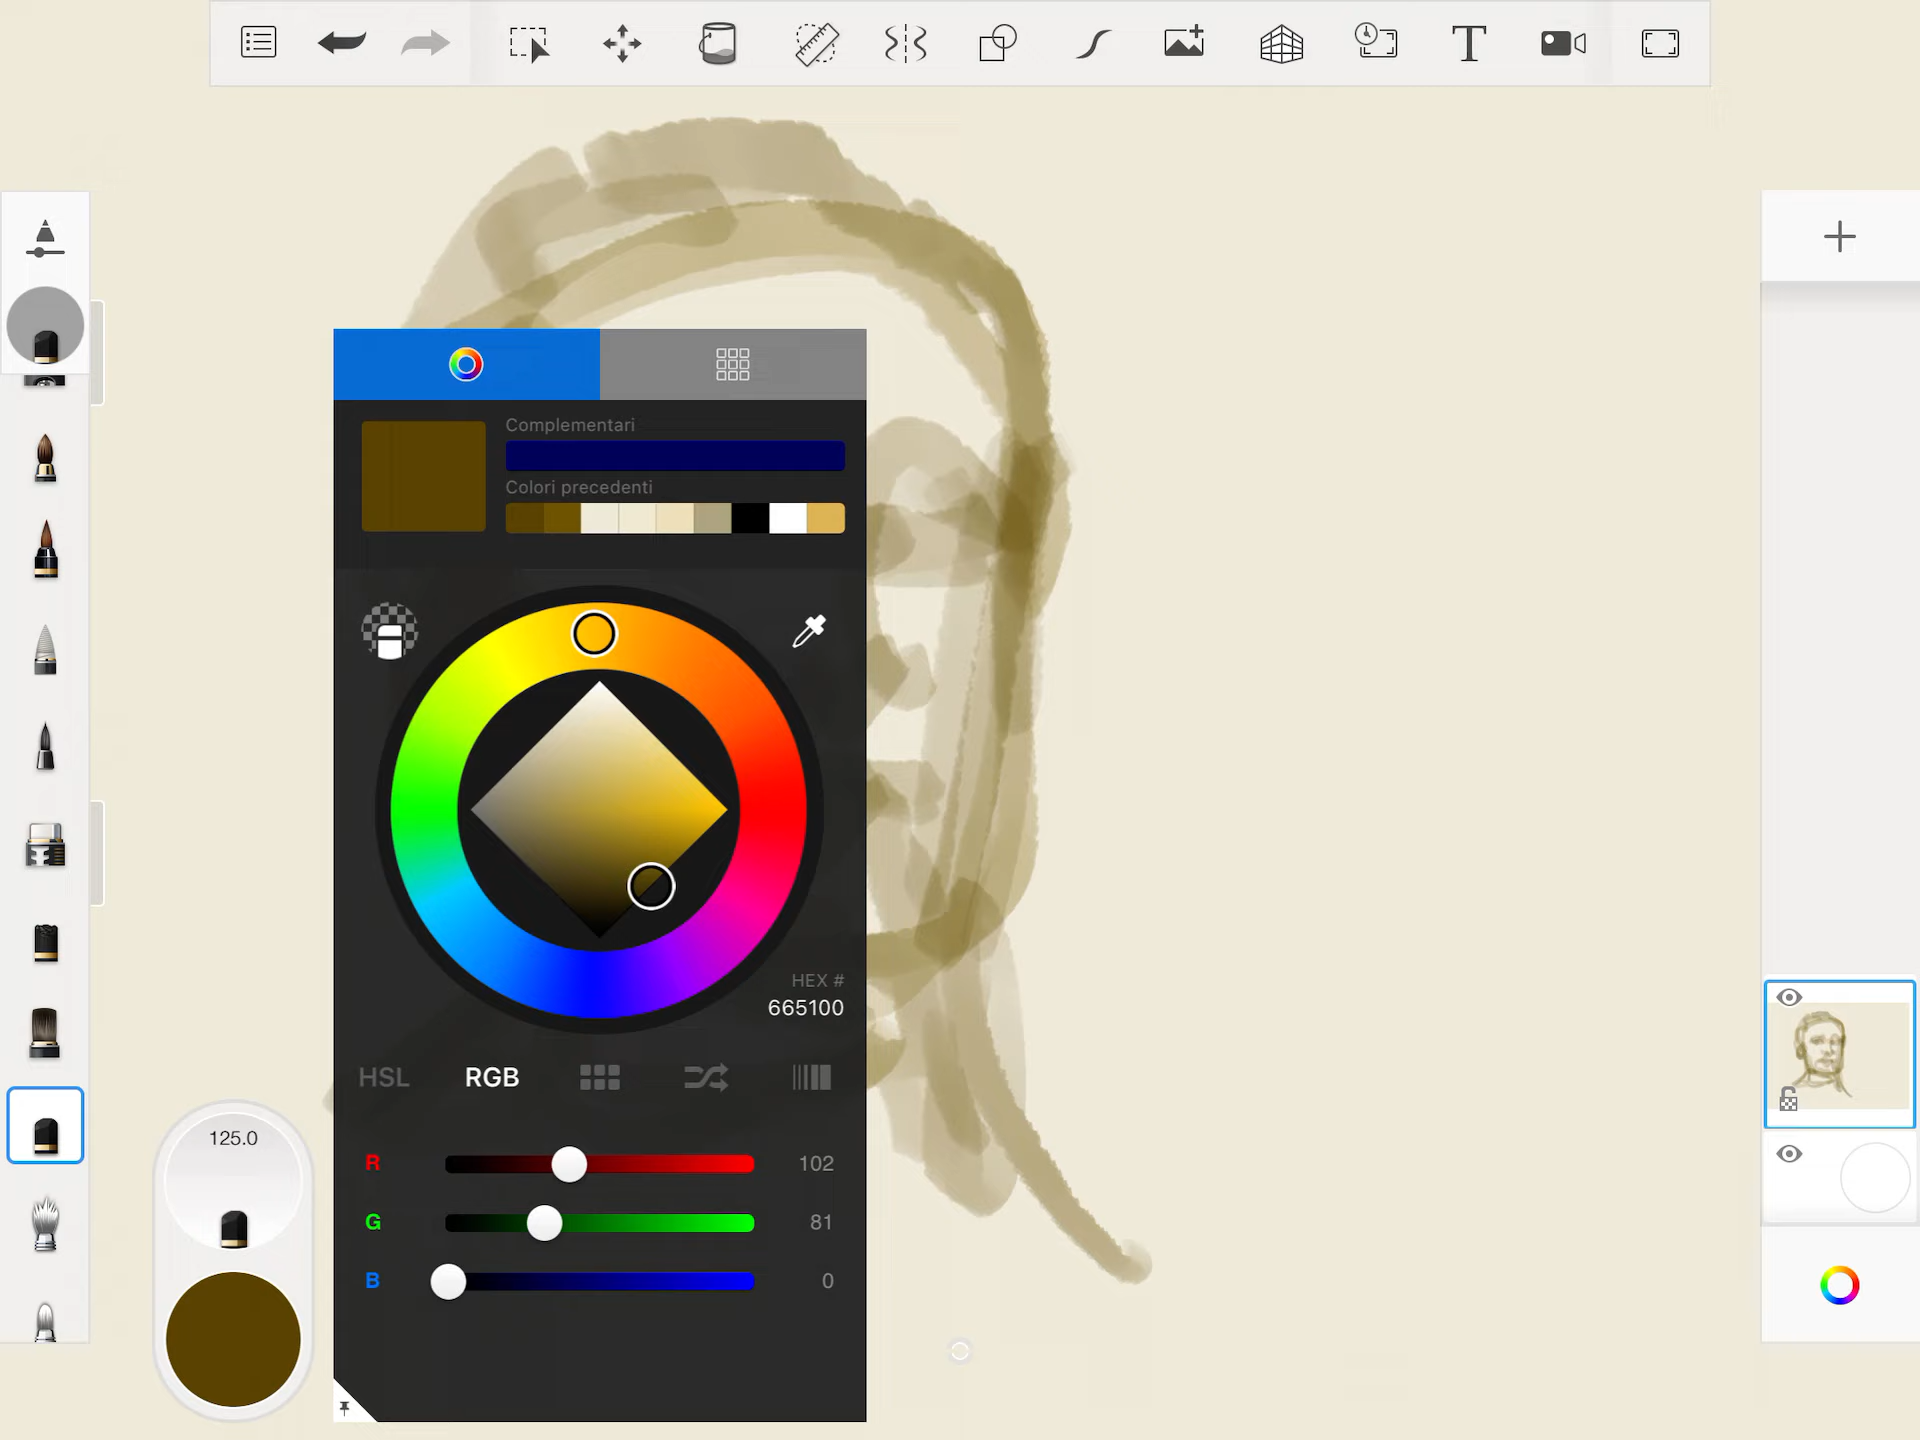 T
Complementari
Colori precedenti
HEX #
665100
HSL RGB
R 102
G 81
B 0
125.0